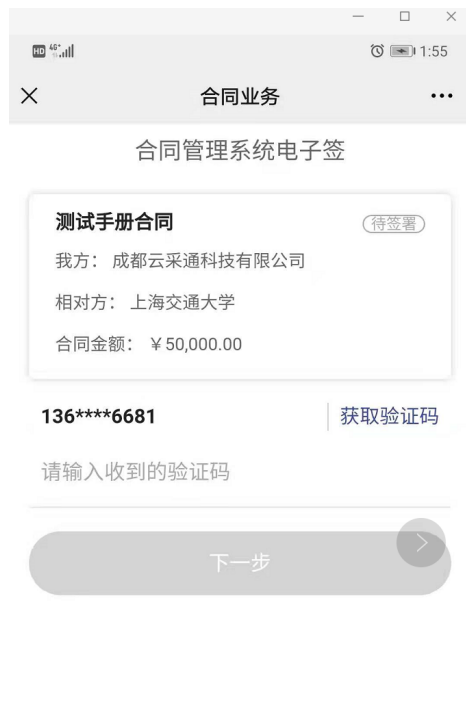 HD 4G 1:55
合同业务
合同管理系统电子签
测试手册合同 待签署
我方： 成都云采通科技有限公司
相对方： 上海交通大学
合同金额： ￥50,000.00
136****6681 获取验证码
请输入收到的验证码
下一步